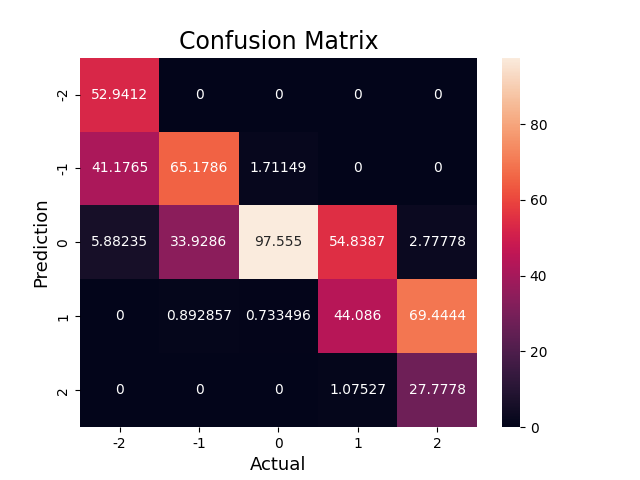 Confusion Matrix
-2 52.9412 0 0 0 0
-1 41.1765 65.1786 1.71149 0 0
0 5.88235 33.9286 97.555 54.8387 2.77778
1 0 0.892857 0.733496 44.086 69.4444
2 0 0 0 1.07527 27.7778
-2 -1 0 1 2
Actual
Prediction
80
60
40
20
0